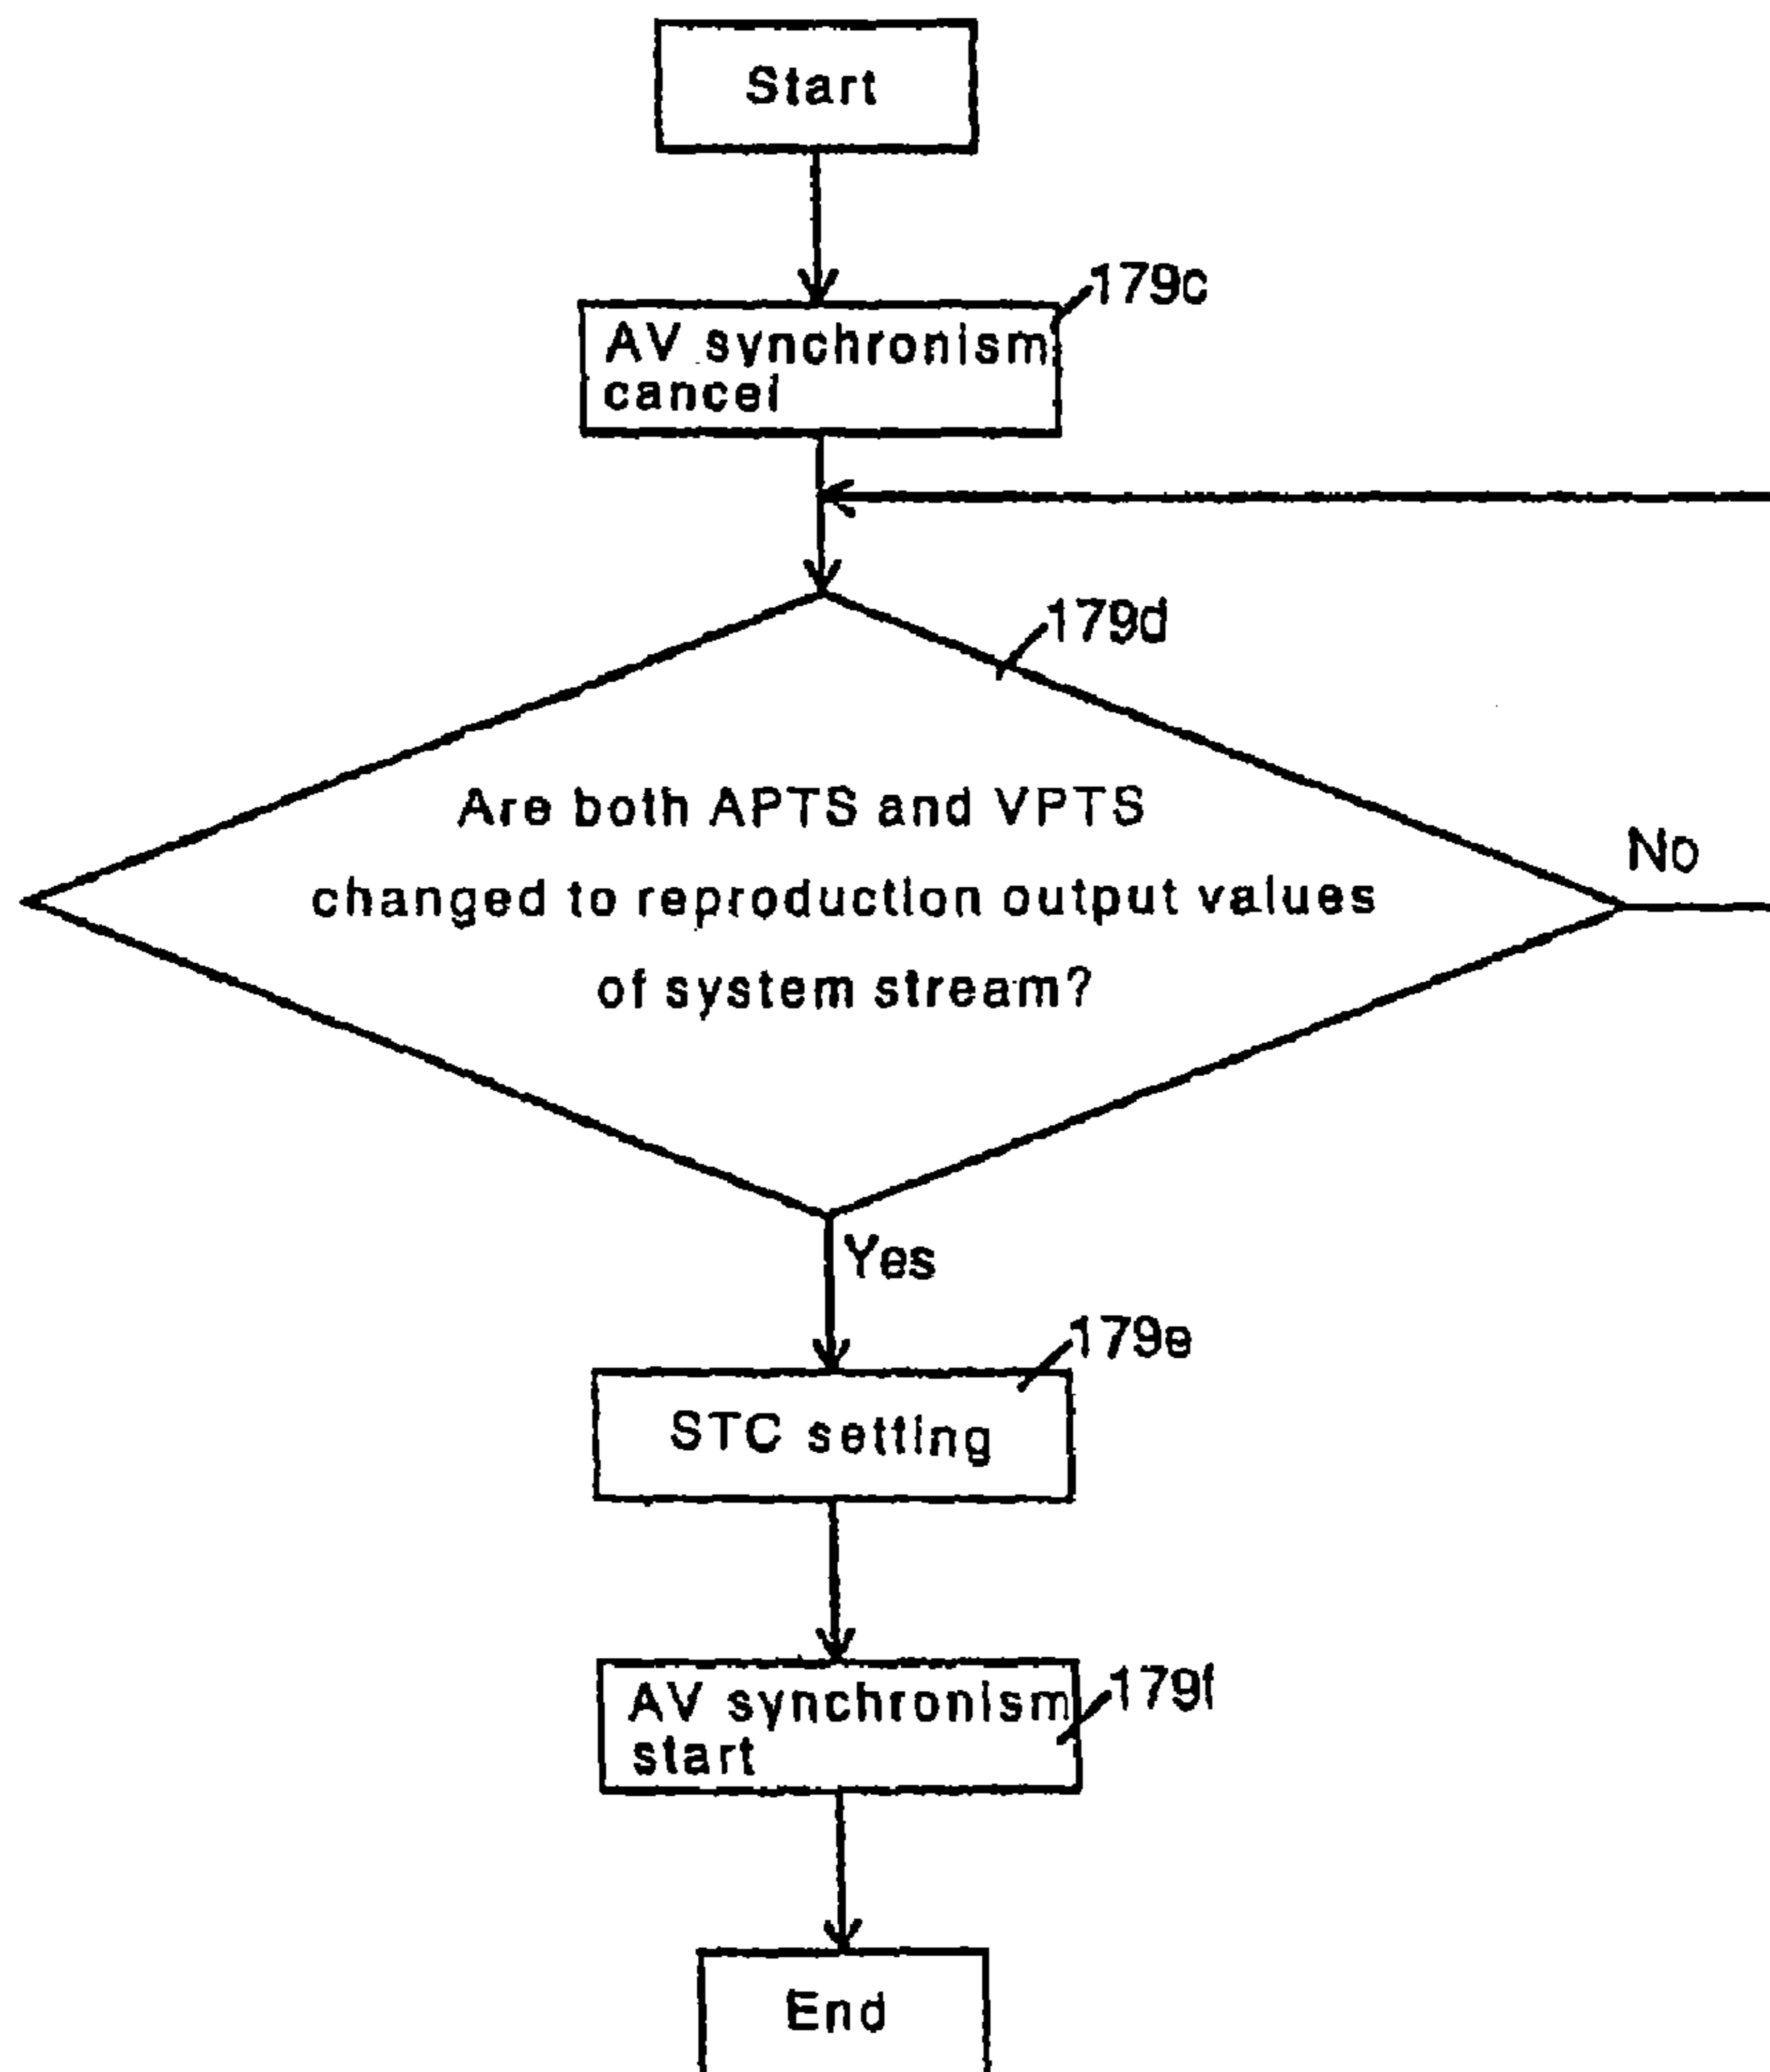 Start
179c
AV synchronism
cancel
179d
Are both APTS and VPTS
changed to reproduction output values
of system stream?
No
Yes
179e
STC setting
179f
AV synchronism
start
End